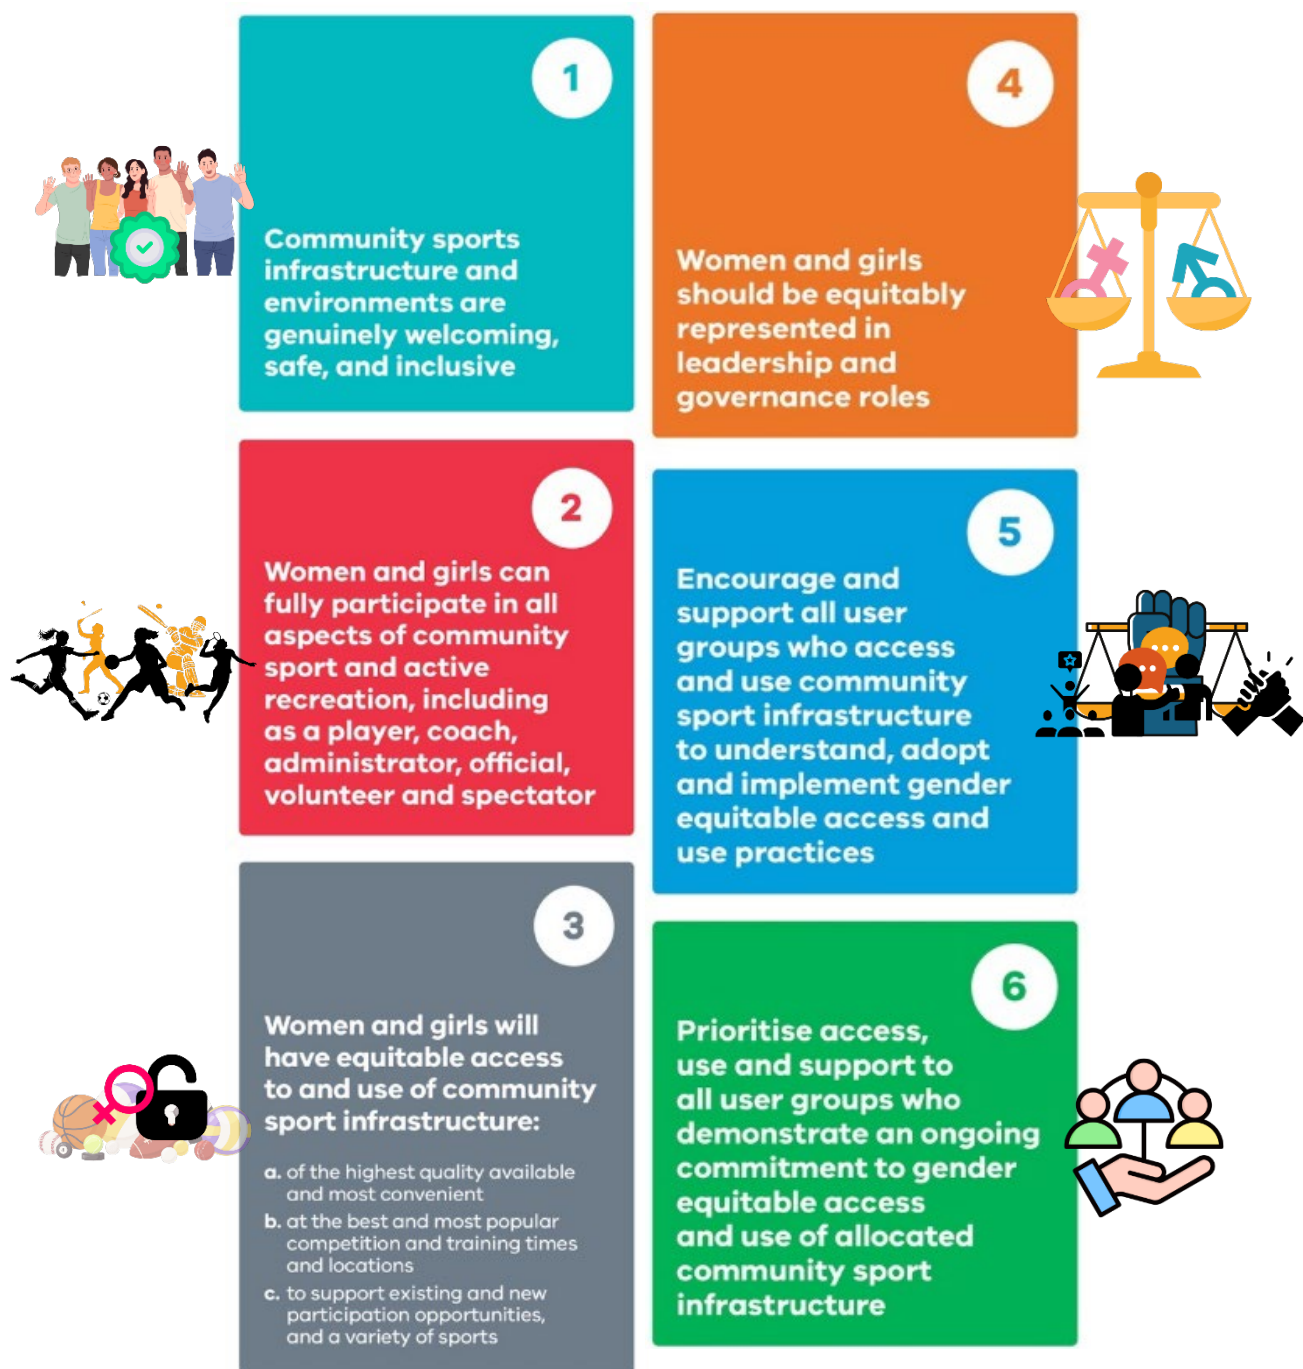 1
Community sports
infrastructure and
environments are
genuinely welcoming,
safe, and inclusive
2
Women and girls can
fully participate in all
aspects of community
sport and active
recreation, including
as a player, coach,
administrator, official,
volunteer and spectator
3
Women and girls will
have equitable access
to and use of community
sport infrastructure:
a. of the highest quality available
and most convenient
b. at the best and most popular
competition and training times
and locations
c. to support existing and new
participation opportunities,
and a variety of sports
4
Women and girls
should be equitably
represented in
leadership and
governance roles
5
Encourage and
support all user
groups who access
and use community
sport infrastructure
to understand, adopt
and implement gender
equitable access and
use practices
6
Prioritise access,
use and support to
all user groups who
demonstrate an ongoing
commitment to gender
equitable access
and use of allocated
community sport
infrastructure